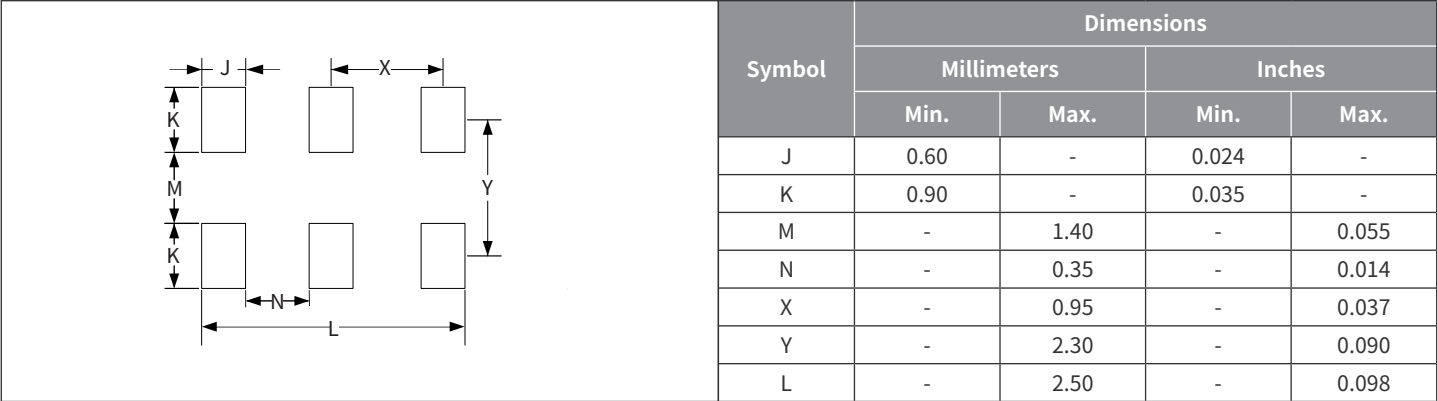 J
X
K
M
Y
K
N
L
Dimensions
Symbol Millimeters Inches
Min. Max. Min. Max.
J 0.60 - 0.024 -
K 0.90 - 0.035 -
M - 1.40 - 0.055
N - 0.35 - 0.014
X - 0.95 - 0.037
Y - 2.30 - 0.090
L - 2.50 - 0.098